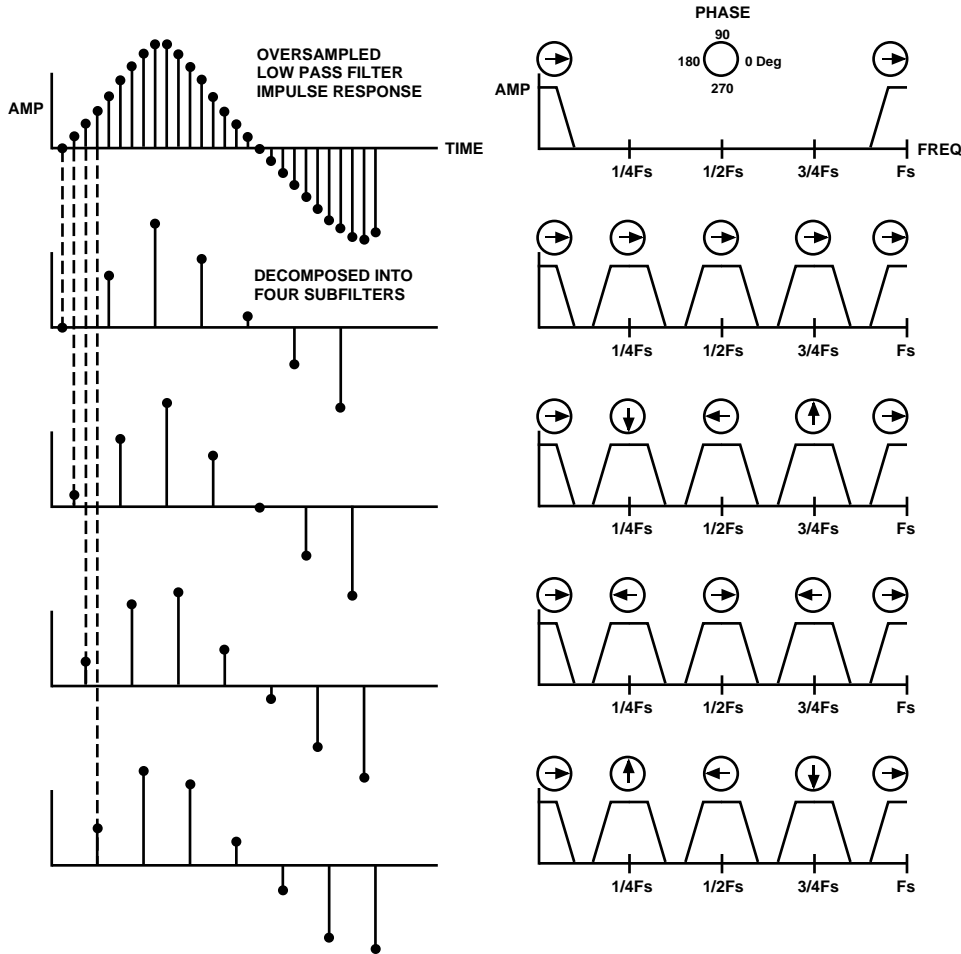 OVERSAMPLED
LOW PASS FILTER
IMPULSE RESPONSE
AMP
TIME
DECOMPOSED INTO
FOUR SUBFILTERS
PHASE
90
180
0 Deg
270
AMP
FREQ
1/4Fs 1/2Fs 3/4Fs Fs
1/4Fs 1/2Fs 3/4Fs Fs
1/4Fs 1/2Fs 3/4Fs Fs
1/4Fs 1/2Fs 3/4Fs Fs
1/4Fs 1/2Fs 3/4Fs Fs